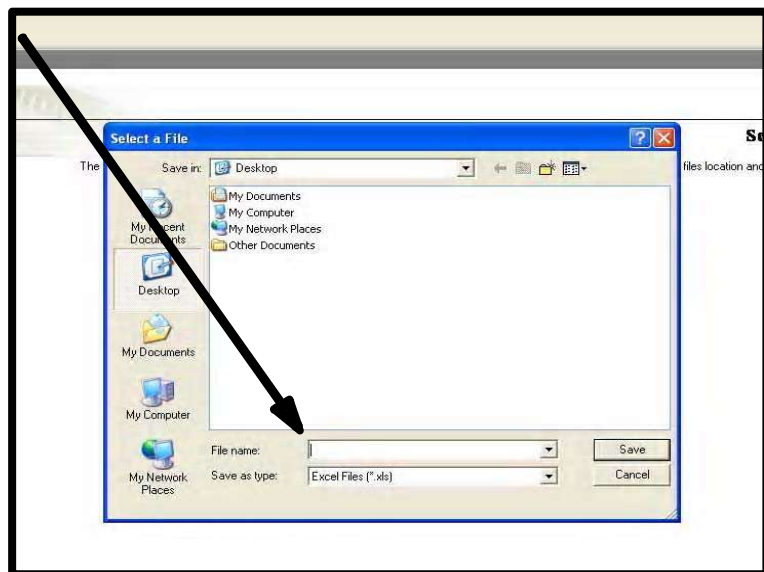 Se
Select a File
The
files location and
Save in: Desktop
My Documents
My Computer
My Network Places
Other Documents
My Recent
Documents
Desktop
My Documents
My Computer
My Network
Places
File name:
Save
Save as type: Excel Files (*.xls)
Cancel